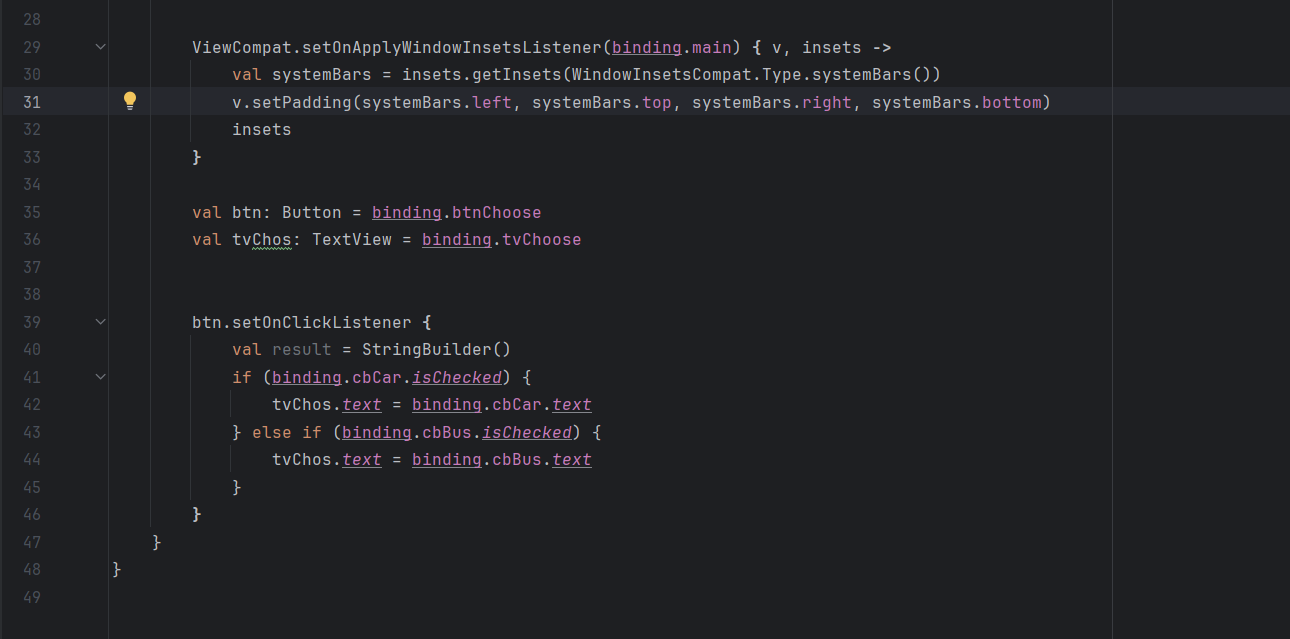 28
29 ViewCompat.setOnApplyWindowInsetsListener(binding.main) { v, insets ->
30 val systemBars = insets.getInsets(WindowInsetsCompat.Type.systemBars())
31 v.setPadding(systemBars.left, systemBars.top, systemBars.right, systemBars.bottom)
32 insets
33 }
34
35 val btn: Button = binding.btnChoose
36 val tvChos: TextView = binding.tvChoose
37
38
39 btn.setOnClickListener {
40 val result = StringBuilder()
41 if (binding.cbCar.isChecked) {
42 tvChos.text = binding.cbCar.text
43 } else if (binding.cbBus.isChecked) {
44 tvChos.text = binding.cbBus.text
45 }
46 }
47 }
48 }
49